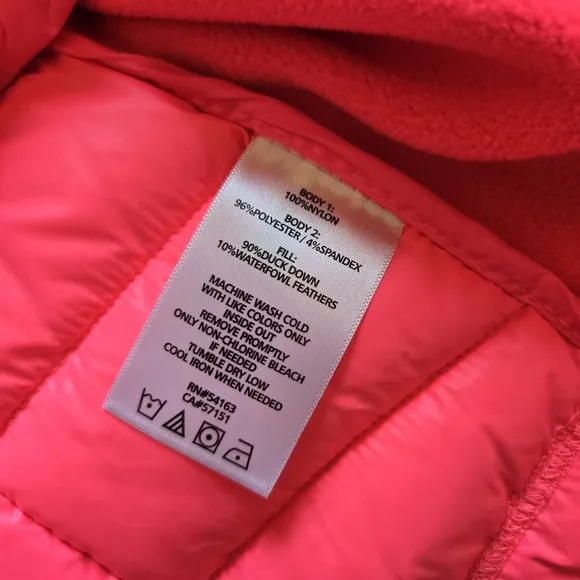 BODY 1:
100%NYLON
BODY 2:
96%POLYESTER / 4%SPANDEX
FILL:
90%DUCK DOWN
10%WATERFOWL FEATHERS
MACHINE WASH COLD
WITH LIKE COLORS ONLY
INSIDE OUT
REMOVE PROMPTLY
ONLY NON-CHLORINE BLEACH
IF NEEDED
TUMBLE DRY LOW
COOL IRON WHEN NEEDED
RN#54163
CA#57151